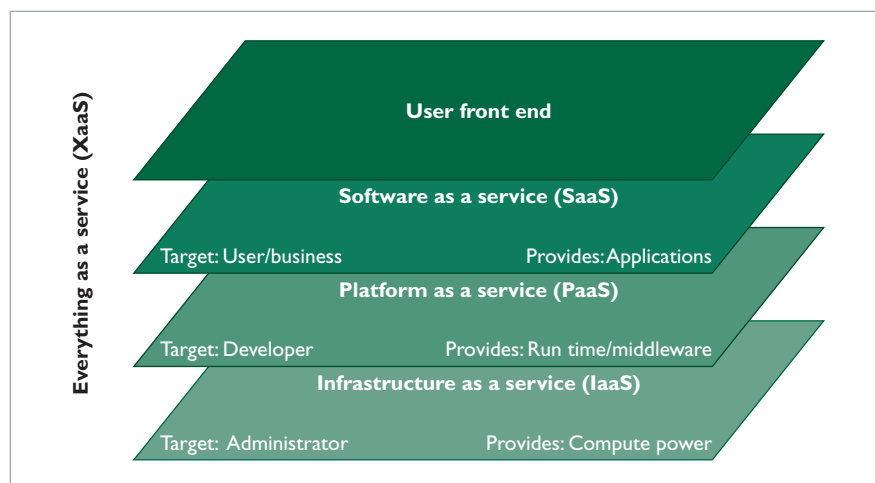 Everything as a service (XaaS)
User front end
Software as a service (SaaS)
Target: User/business Provides: Applications
Platform as a service (PaaS)
Target: Developer Provides: Run time/middleware
Infrastructure as a service (IaaS)
Target: Administrator Provides: Compute power